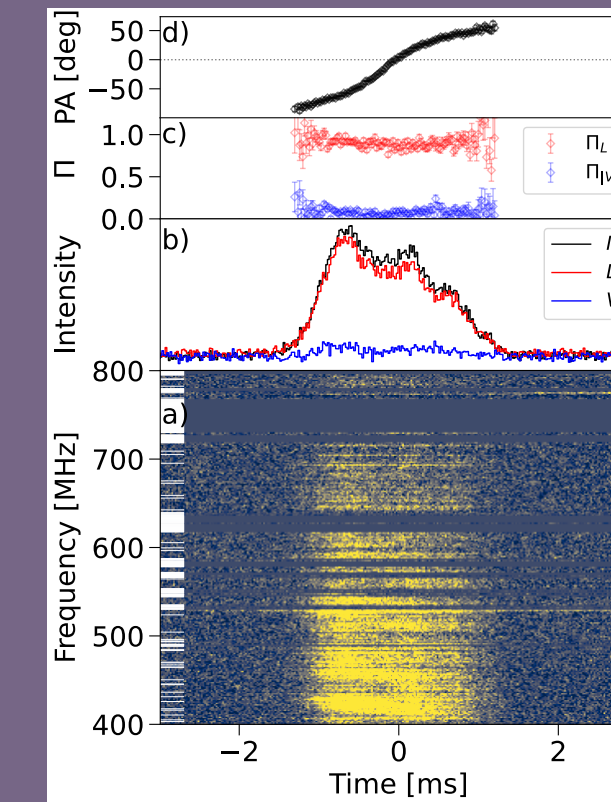 PA [deg]
50
0
−50
d)
Π
1.0
0.5
0.0
c)
Π_L
Π_|V
Intensity
b)
I
L
V
Frequency [MHz]
800
700
600
500
400
a)
−2
0
2
Time [ms]